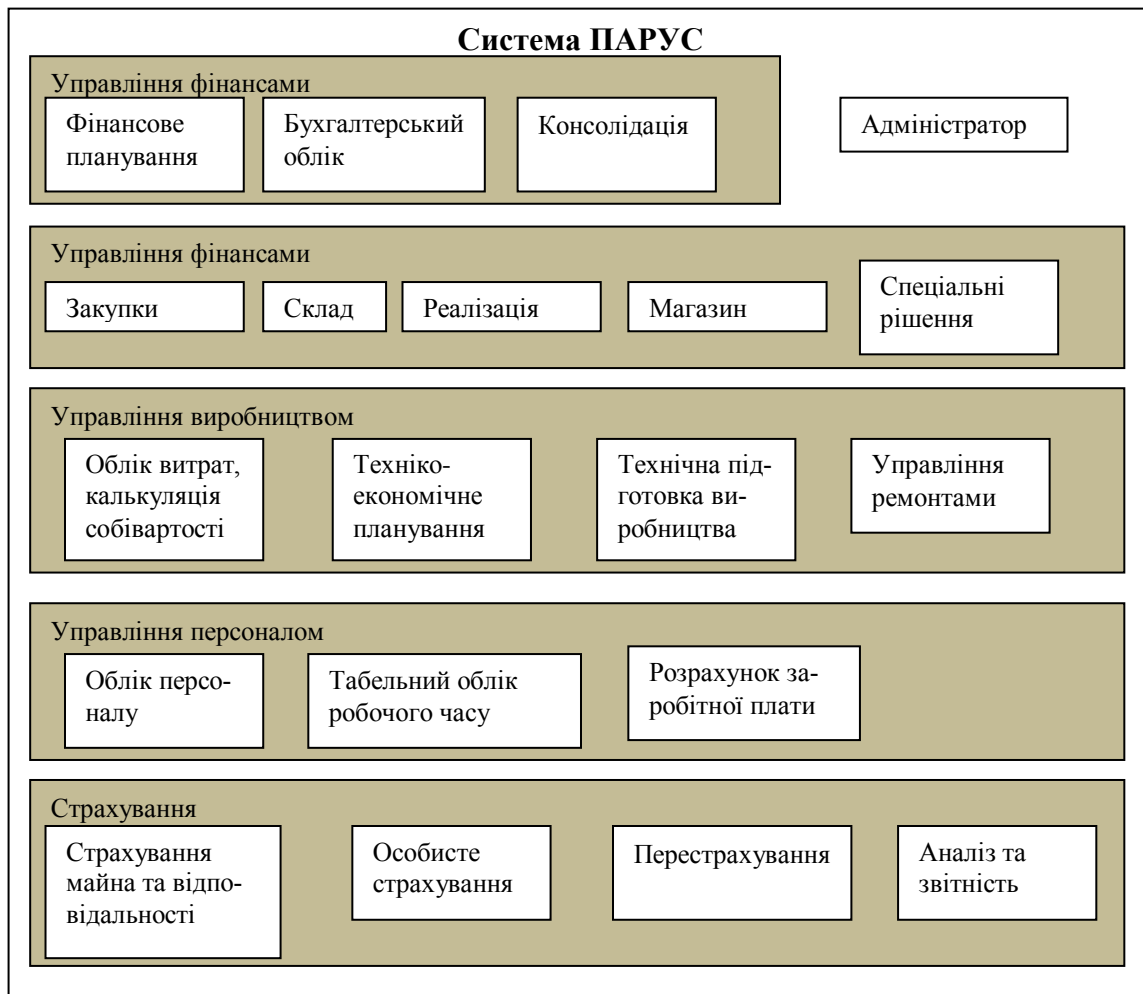 Система ПАРУС
Управління фінансами
Фінансове
планування
Бухгалтерський
облік
Консолідація
Адміністратор
Управління фінансами
Закупки
Склад
Реалізація
Магазин
Спеціальні
рішення
Управління виробництвом
Облік витрат,
калькуляція
собівартості
Техніко-
економічне
планування
Технічна під-
готовка ви-
робництва
Управління
ремонтами
Управління персоналом
Облік персо-
налу
Табельний облік
робочого часу
Розрахунок за-
робітної плати
Страхування
Страхування
майна та відпо-
відальності
Особисте
страхування
Перестрахування
Аналіз та
звітність